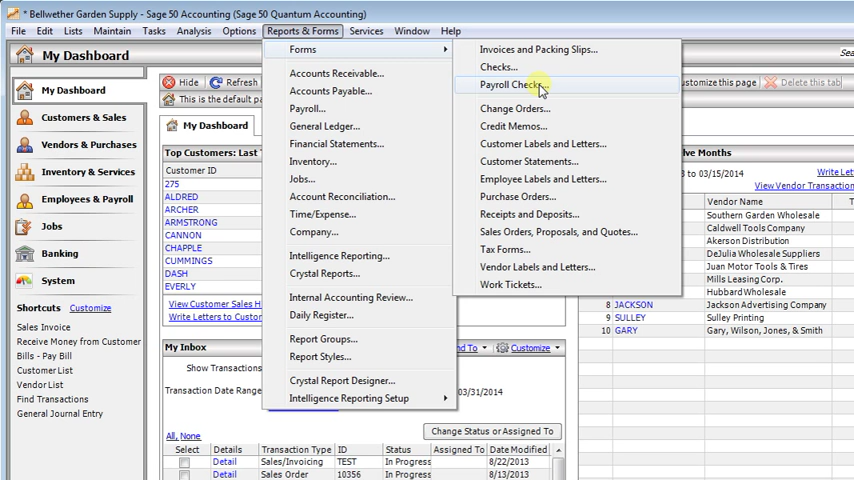 * Bellwether Garden Supply - Sage 50 Accounting (Sage 50 Quantum Accounting)
File Edit Lists Maintain Tasks Analysis Options Reports & Forms Services Window Help
My Dashboard
Hide Refresh
ustomize this page Delete this tab
This is the default p
My Dashboard
Customers & Sales
Vendors & Purchases
Inventory & Services
Employees & Payroll
Jobs
Banking
System
Shortcuts Customize
Sales Invoice
Receive Money from Customer
Bills - Pay Bill
Customer List
Vendor List
Find Transactions
General Journal Entry
My Dashboard
Top Customers: Last T
Customer ID
275
ALDRED
ARCHER
ARMSTRONG
CANNON
CHAPPLE
CUMMINGS
DASH
EVERLY
View Customer Sales Hi
Write Letters to Custom
My Inbox
Show Transactions
Transaction Date Range
All, None
Forms
Accounts Receivable...
Accounts Payable...
Payroll...
General Ledger...
Financial Statements...
Inventory...
Jobs...
Account Reconciliation...
Time/Expense...
Company...
Intelligence Reporting...
Crystal Reports...
Internal Accounting Review...
Daily Register...
Report Groups...
Report Styles...
Crystal Report Designer...
Intelligence Reporting Setup
Invoices and Packing Slips...
Checks...
Payroll Checks...
Change Orders...
Credit Memos...
Customer Labels and Letters...
Customer Statements...
Employee Labels and Letters...
Purchase Orders...
Receipts and Deposits...
Sales Orders, Proposals, and Quotes...
Tax Forms...
Vendor Labels and Letters...
Work Tickets...
elve Months
3 to 03/15/2014 Write Lette
View Vendor Transaction
Vendor Name T
Southern Garden Wholesale
Caldwell Tools Company
Akerson Distribution
DeJulia Wholesale Suppliers
Juan Motor Tools & Tires
Mills Leasing Corp.
Hubbard Wholesale
8 JACKSON Jackson Advertising Company
9 SULLEY Sulley Printing
10 GARY Gary, Wilson, Jones, & Smith
nd To Customize
03/31/2014
Change Status or Assigned To
Select Details Transaction Type ID Status Assigned To Date Modified
Detail Sales/Invoicing TEST In Progress 8/22/2013
Detail Sales Order 10356 In Progress 8/13/2013